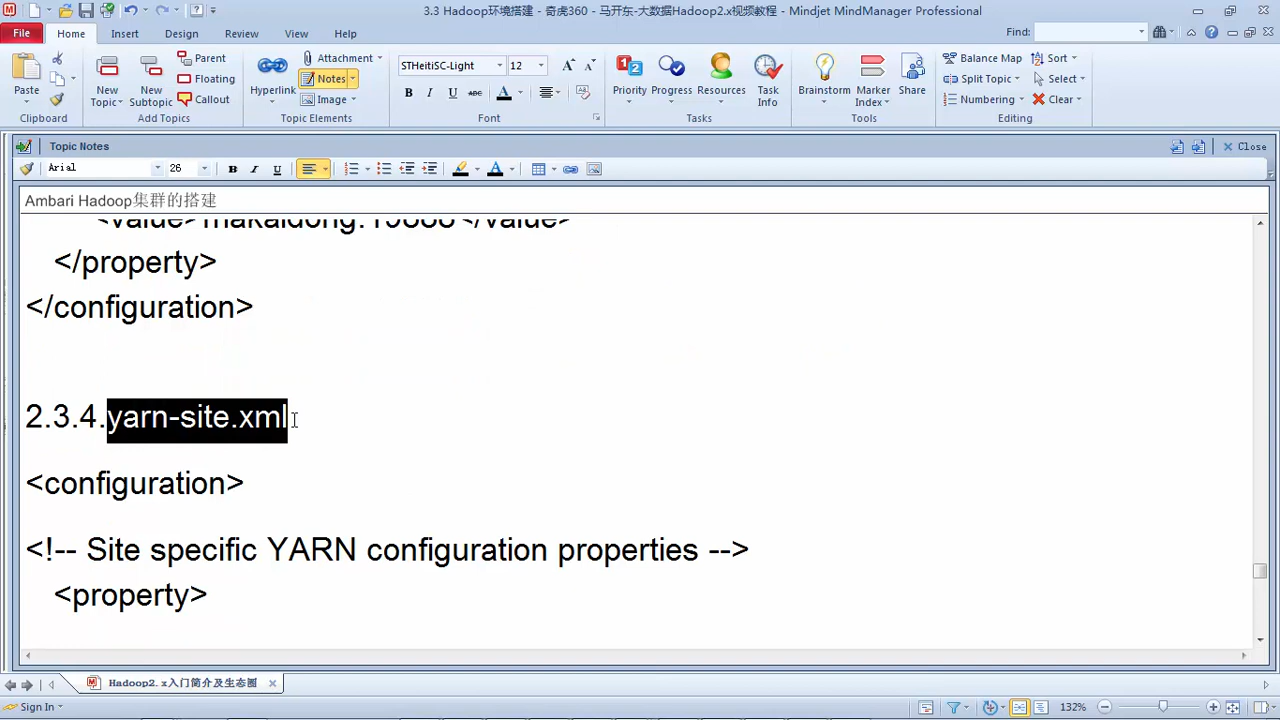 3.3 Hadoop环境搭建 - 奇虎360 - 马开东-大数据Hadoop2.x视频教程 - Mindjet MindManager Professional
File
Home
Insert
Design
Review
View
Help
Find:
Paste
New Topic
New Subtopic
Parent
Floating
Callout
Hyperlink
Attachment
Notes
Image
STHeitiSC-Light
12
Priority
Progress
Resources
Task Info
Brainstorm
Marker Index
Share
Balance Map
Split Topic
Numbering
Sort
Select
Clear
Clipboard
Add Topics
Topic Elements
Font
Tasks
Tools
Editing
Topic Notes
Close
Arial
26
Ambari Hadoop集群的搭建
<value>makaidong:19888</value>
</property>
</configuration>
2.3.4.yarn-site.xml
<configuration>
<!-- Site specific YARN configuration properties -->
<property>
Hadoop2. x入门简介及生态圈
Sign In
132%